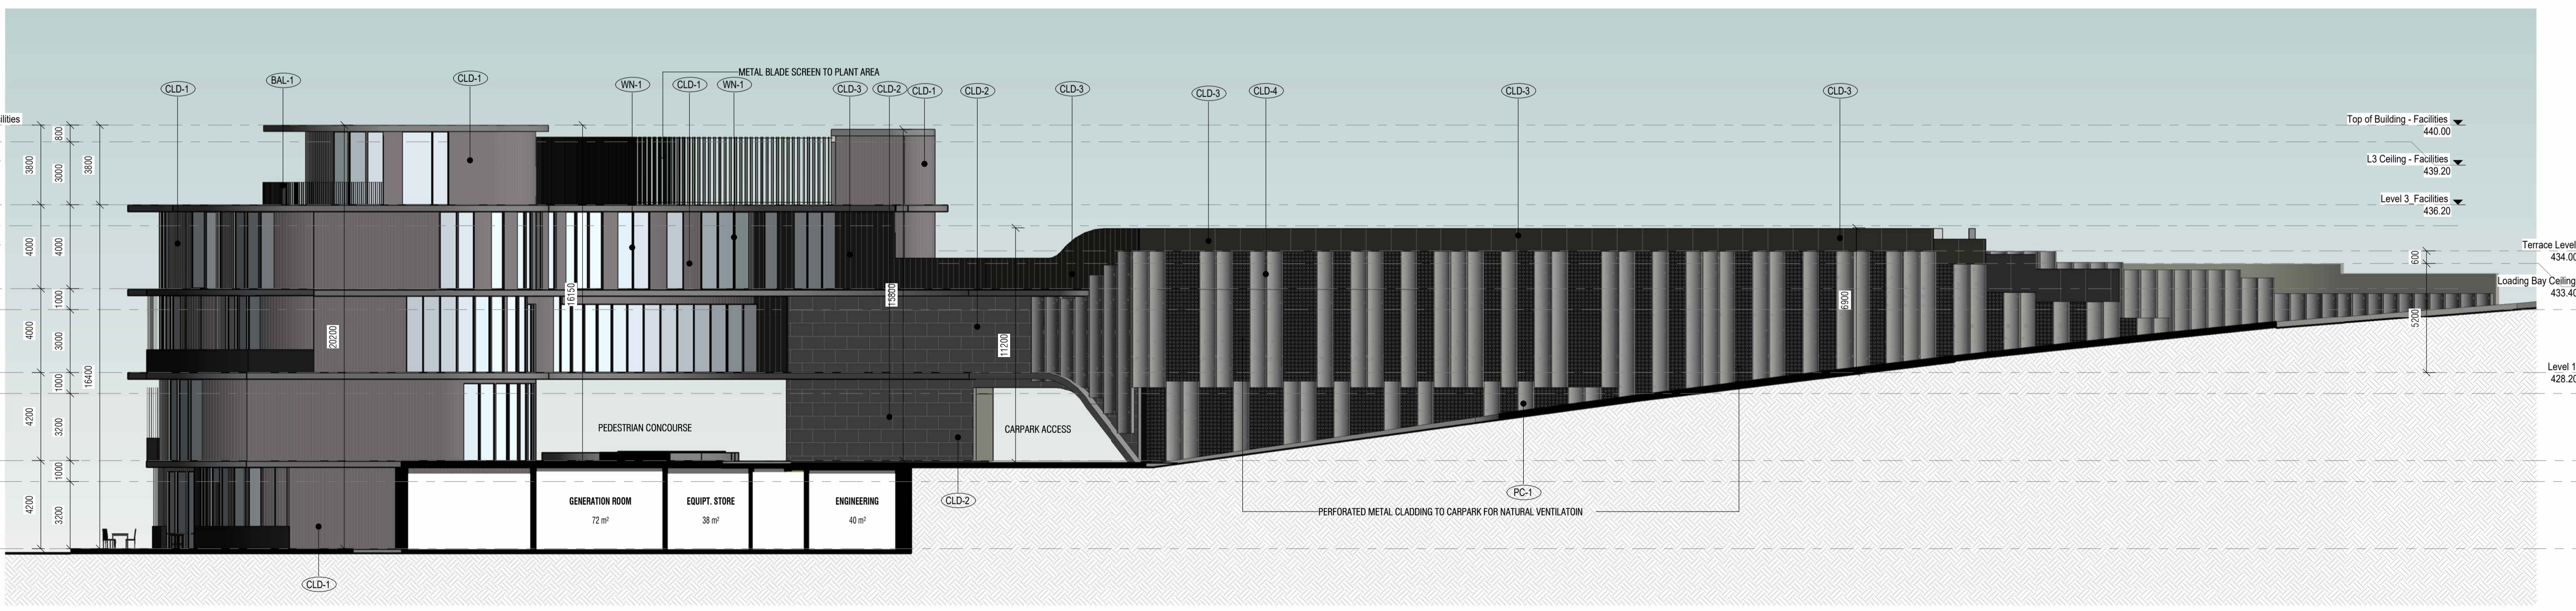 METAL BLADE SCREEN TO PLANT AREA
CLD-1
BAL-1
CLD-1
WN-1
CLD-1
WN-1
CLD-3
CLD-2
CLD-1
CLD-2
CLD-3
CLD-3
CLD-4
CLD-3
CLD-3
ilities
Top of Building - Facilities
440.00
L3 Ceiling - Facilities
439.20
Level 3_Facilities
436.20
Terrace Level
434.00
Loading Bay Ceiling
433.40
Level 1
428.20
3800
800
3000
3800
4000
4000
4000
1000
3000
16400
4200
1000
3200
4200
1000
3200
20200
16150
15800
11200
6900
600
5200
PEDESTRIAN CONCOURSE
CARPARK ACCESS
GENERATION ROOM
72 m²
EQUIPT. STORE
38 m²
ENGINEERING
40 m²
CLD-2
PC-1
PERFORATED METAL CLADDING TO CARPARK FOR NATURAL VENTILATOIN
CLD-1